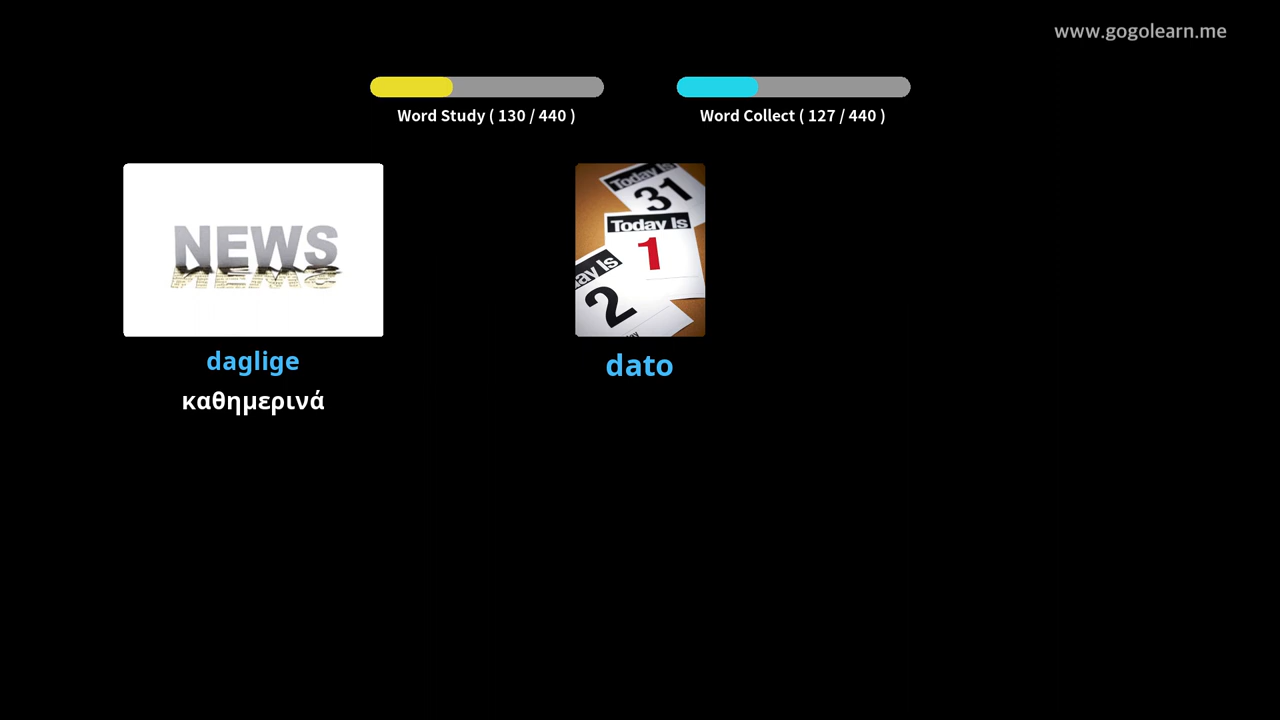 www.gogolearn.me
Word Study ( 130 / 440 )
Word Collect ( 127 / 440 )
NEWS
Today Is
31
Today Is
1
ay Is
2
daglige
dato
καθημερινά